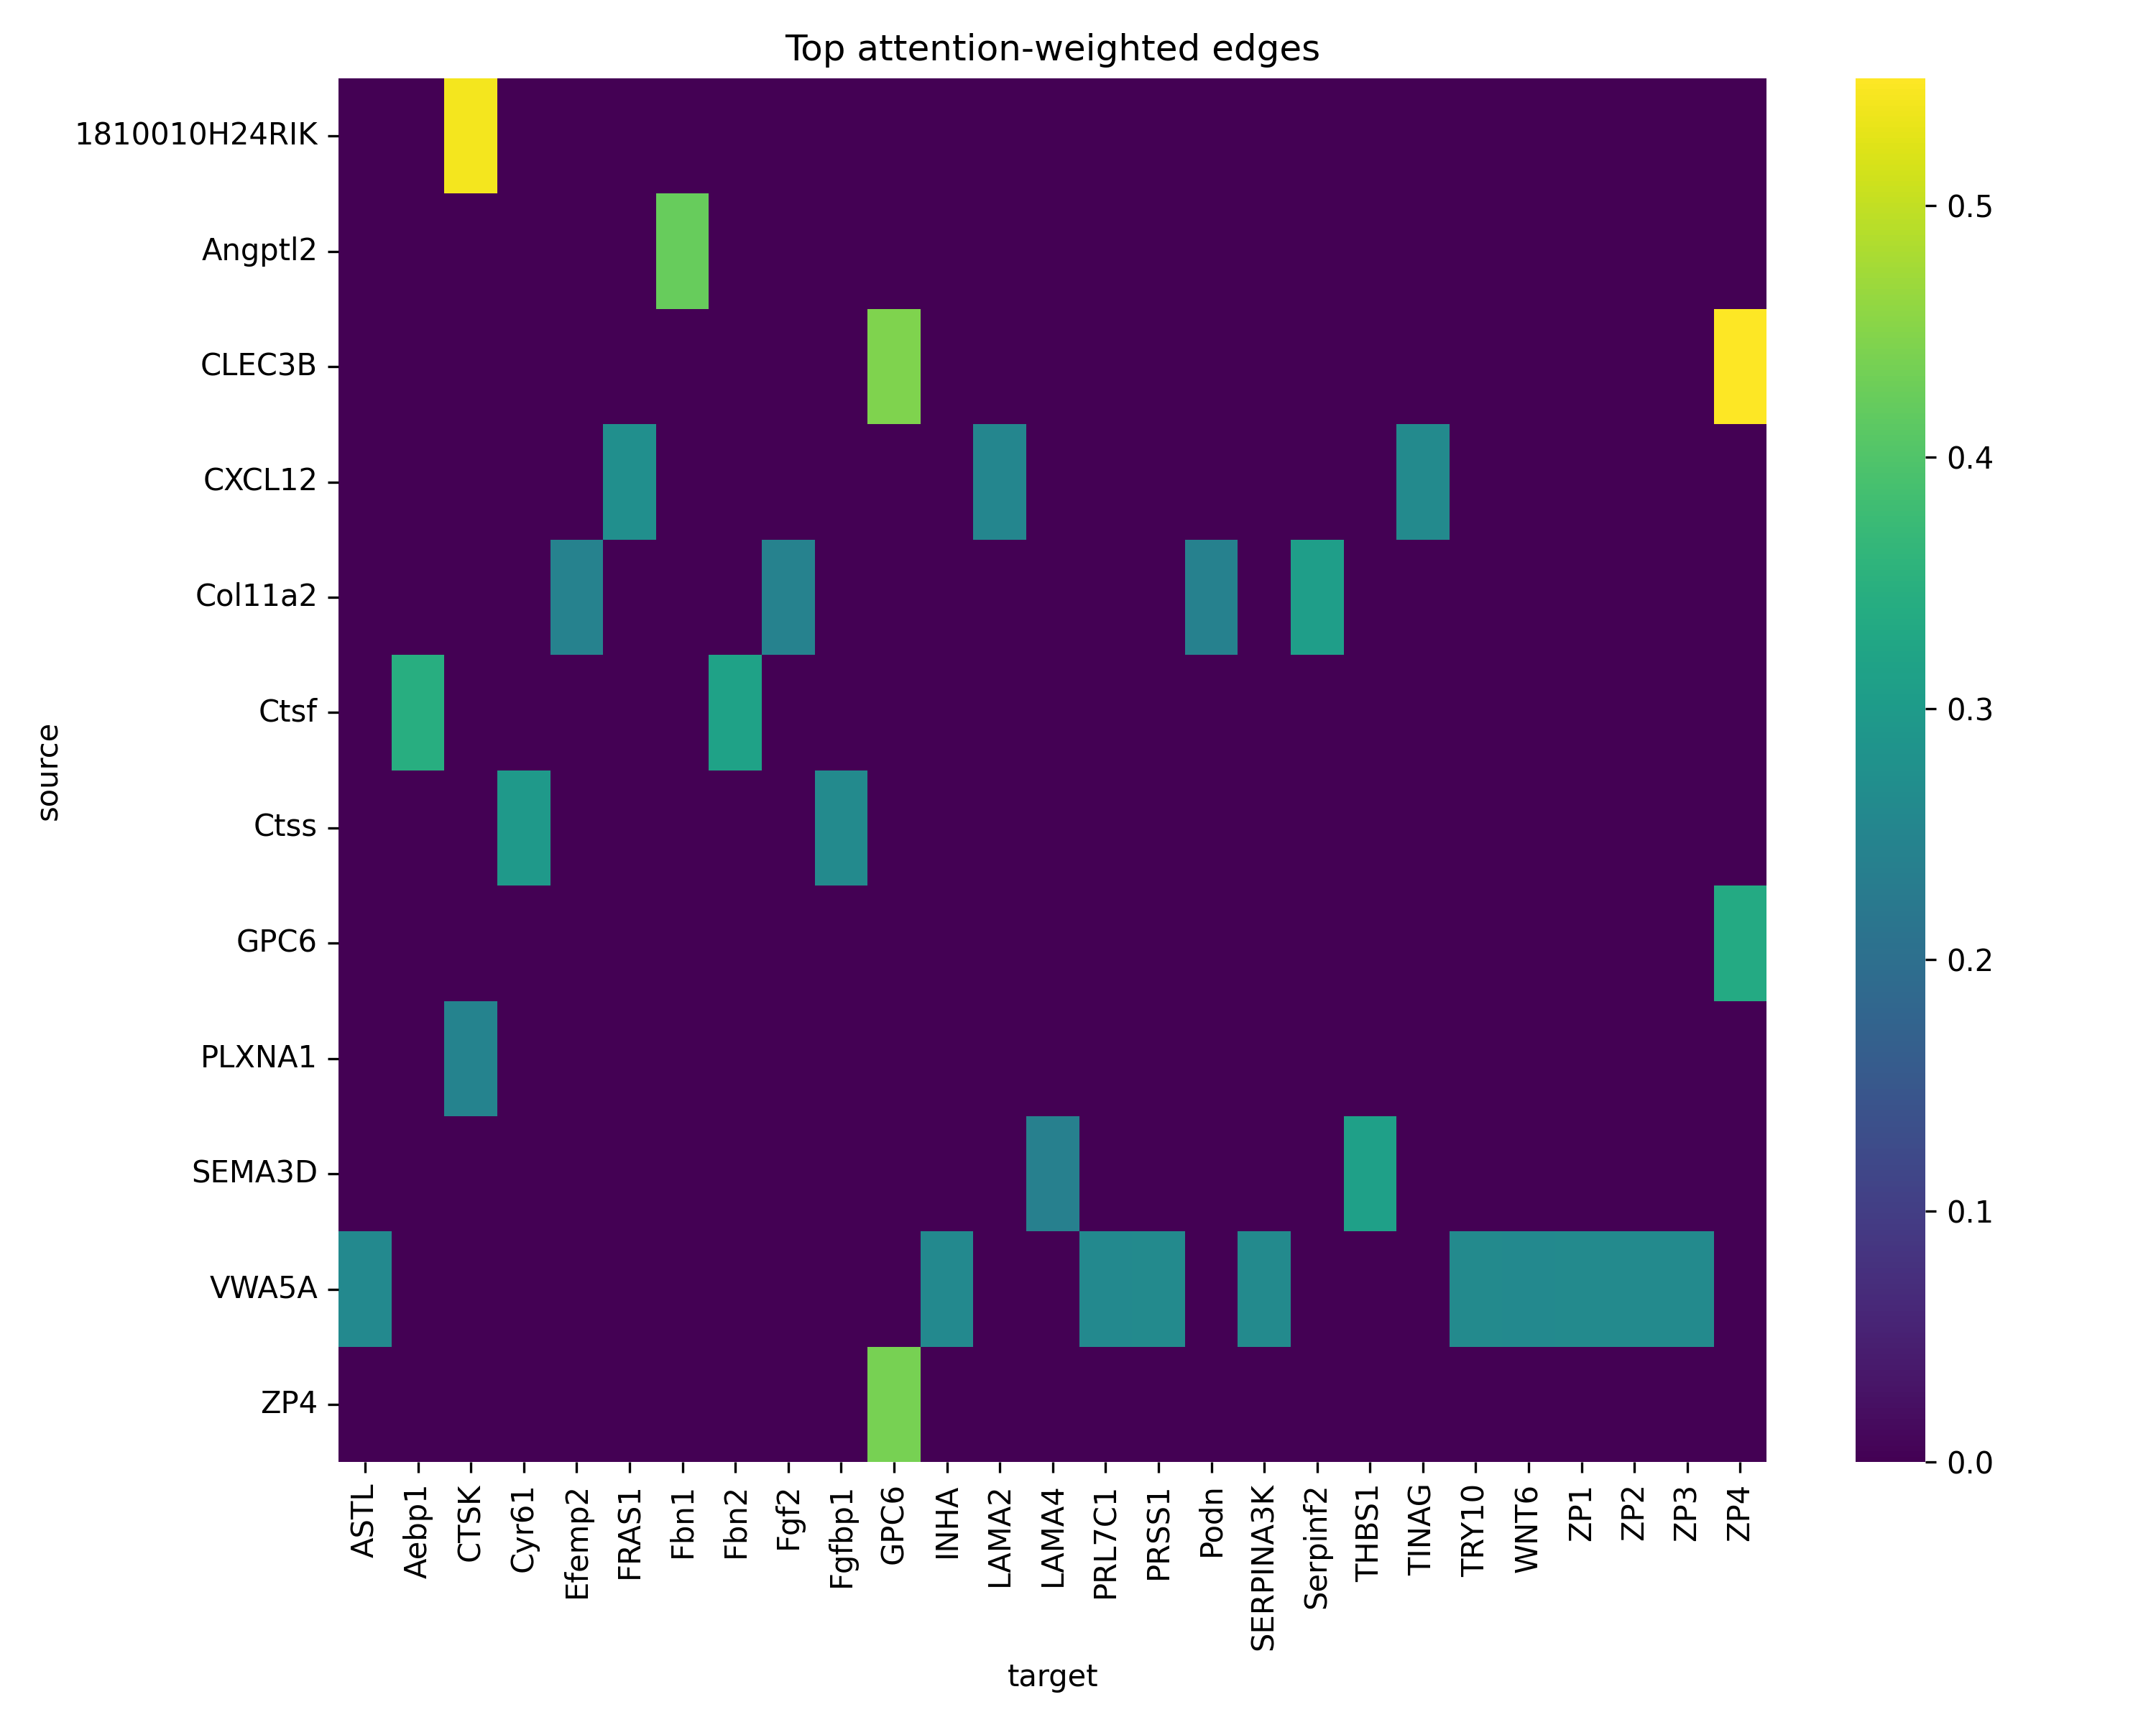 Top attention-weighted edges
source
1810010H24RIK
Angptl2
CLEC3B
CXCL12
Col11a2
Ctsf
Ctss
GPC6
PLXNA1
SEMA3D
VWA5A
ZP4
ASTL
Aebp1
CTSK
Cyr61
Efemp2
FRAS1
Fbn1
Fbn2
Fgf2
Fgfbp1
GPC6
INHA
LAMA2
LAMA4
PRL7C1
PRSS1
Podn
SERPINA3K
Serpinf2
THBS1
TINAG
TRY10
WNT6
ZP1
ZP2
ZP3
ZP4
target
0.5
0.4
0.3
0.2
0.1
0.0